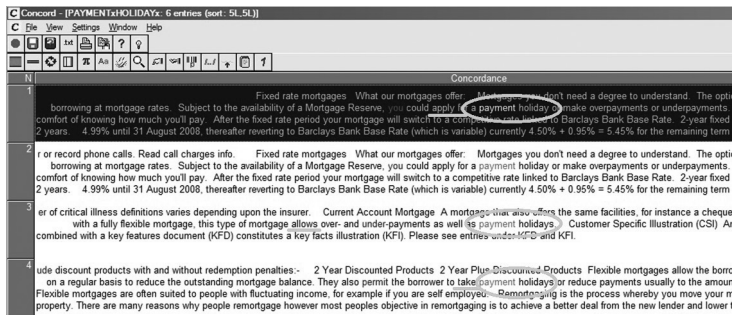 Concord - [PAYMENTxHOLIDAYx: 6 entries (sort: 5L,5L)]
C File View Settings Window Help
.txt ? 
π Aa
N Concordance
1 Fixed rate mortgages What our mortgages offer: Mortgages you don't need a degree to understand. The opti
borrowing at mortgage rates. Subject to the availability of a Mortgage Reserve, you could apply for a payment holiday or make overpayments or underpayments.
comfort of knowing how much you'll pay. After the fixed rate period your mortgage will switch to a competitive rate linked to Barclays Bank Base Rate. 2-year fixed
2 years. 4.99% until 31 August 2008, thereafter reverting to Barclays Bank Base Rate (which is variable) currently 4.50% + 0.95% = 5.45% for the remaining term
2 r or record phone calls. Read call charges info. Fixed rate mortgages What our mortgages offer: Mortgages you don't need a degree to understand. The opti
borrowing at mortgage rates. Subject to the availability of a Mortgage Reserve, you could apply for a payment holiday or make overpayments or underpayments.
comfort of knowing how much you'll pay. After the fixed rate period your mortgage will switch to a competitive rate linked to Barclays Bank Base Rate. 2-year fixed
2 years. 4.99% until 31 August 2008, thereafter reverting to Barclays Bank Base Rate (which is variable) currently 4.50% + 0.95% = 5.45% for the remaining term
3 er of critical illness definitions varies depending upon the insurer. Current Account Mortgage A mortgage that also offers the same facilities, for instance a cheque
with a fully flexible mortgage, this type of mortgage allows over- and under-payments as well as payment holidays. Customer Specific Illustration (CSI) Ar
combined with a key features document (KFD) constitutes a key facts illustration (KFI). Please see entries under KFD and KFI.
4 ude discount products with and without redemption penalties:- 2 Year Discounted Products 2 Year Plus Discounted Products Flexible mortgages allow the borro
on a regular basis to reduce the outstanding mortgage balance. They also permit the borrower to take payment holidays or reduce payments usually to the amoun
Flexible mortgages are often suited to people with fluctuating income, for example if you are self employed. Remortgaging is the process whereby you move your m
property. There are many reasons why people remortgage however most peoples objective in remortgaging is to achieve a better deal from the new lender and lower t